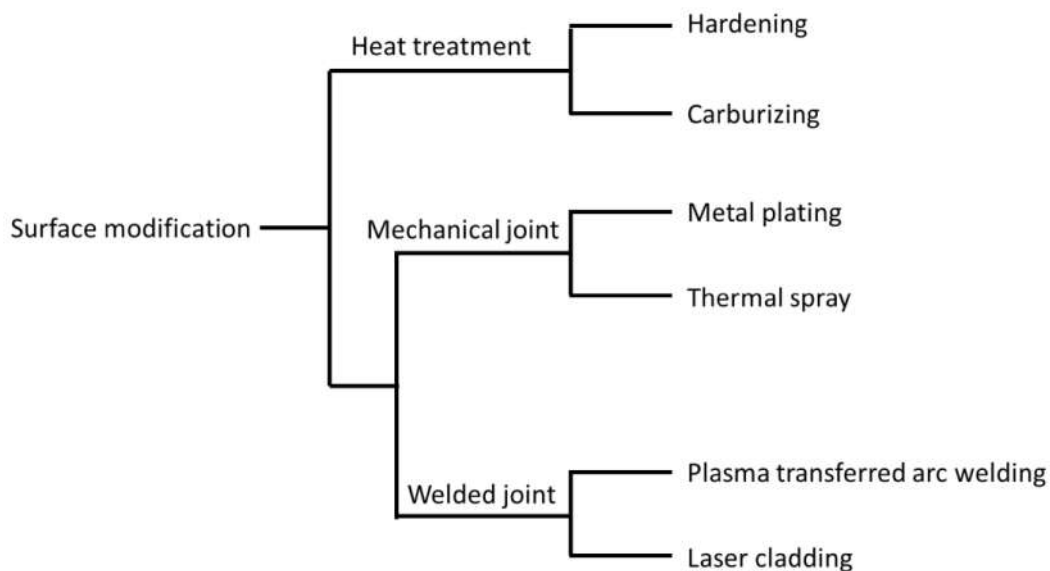 Hardening
Heat treatment
Carburizing
Surface modification
Metal plating
Mechanical joint
Thermal spray
Plasma transferred arc welding
Welded joint
Laser cladding